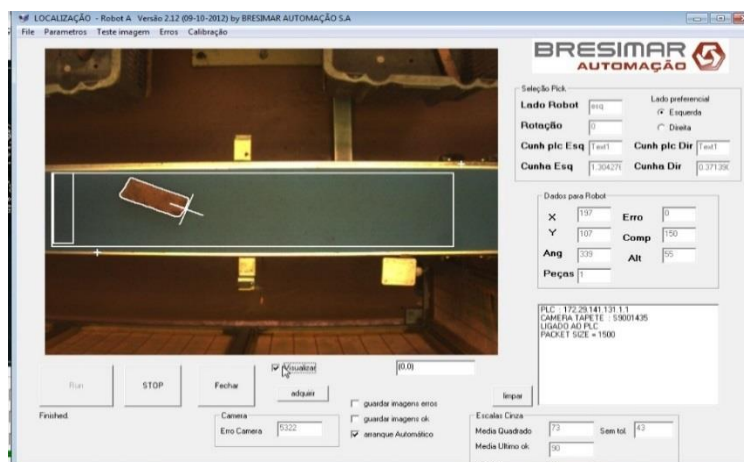 LOCALIZAÇÃO - Robot A Versão 2.12 (09-10-2012) by BRESIMAR AUTOMAÇÃO S.A
File Parametros Teste imagem Erros Calibração
BRESIMAR
AUTOMAÇÃO
Seleção Pick
Lado Robot esq
Lado preferencial
Esquerda
Rotação 0
Direita
Cunh plc Esq Text1 Cunh plc Dir Text1
Cunha Esq 1.304276 Cunha Dir 0.371390
Dados para Robot
X 197 Erro 0
Y 107 Comp 150
Ang 339 Alt 55
Peças 1
PLC : 172.29.141.131.1.1
CAMERA TAPETE : S9001435
LIGADO AO PLC
PACKET SIZE = 1500
Run STOP Fechar
Visualizar
(0,0)
adquirir
limpar
Finished.
guardar imagens erros
guardar imagens ok
arranque Automático
Camera
Erro Camera 5322
Escalas Cinza
Media Quadrado 73 Sem tol. 43
Media Ultimo ok 90